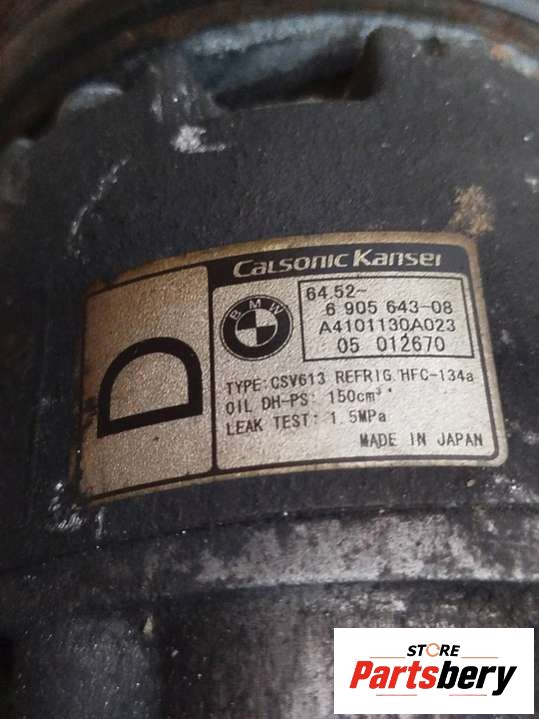 CALSONIC KANSEI
D
BMW
64.52-
6 905 643-08
A4101130A023
05 012670
TYPE: CSV613 REFRIG. HFC-134a
OIL DH-PS: 150cm³
LEAK TEST: 1.5MPa
MADE IN JAPAN
STORE
Partsbery